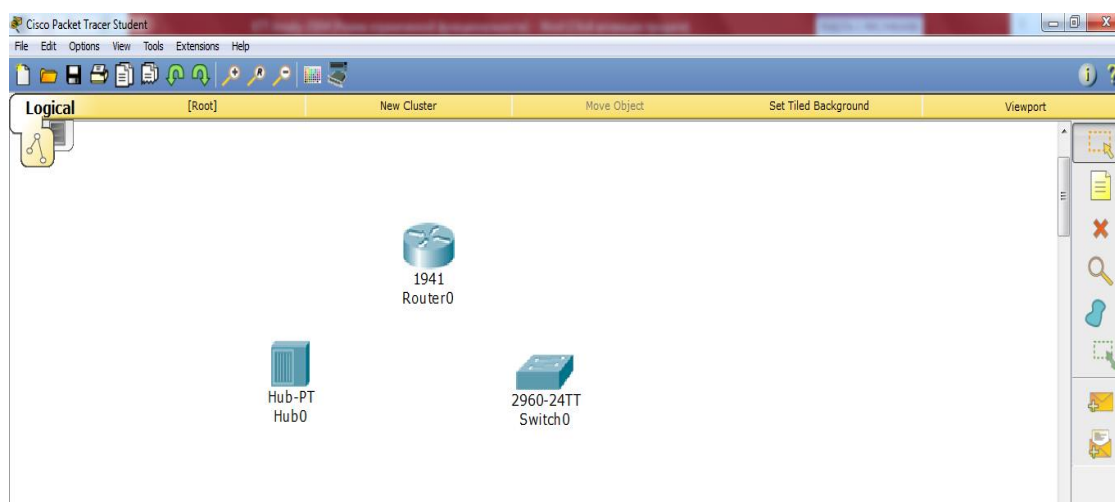 Cisco Packet Tracer Student
File Edit Options View Tools Extensions Help
Logical [Root] New Cluster Move Object Set Tiled Background Viewport
1941
Router0
Hub-PT
Hub0
2960-24TT
Switch0